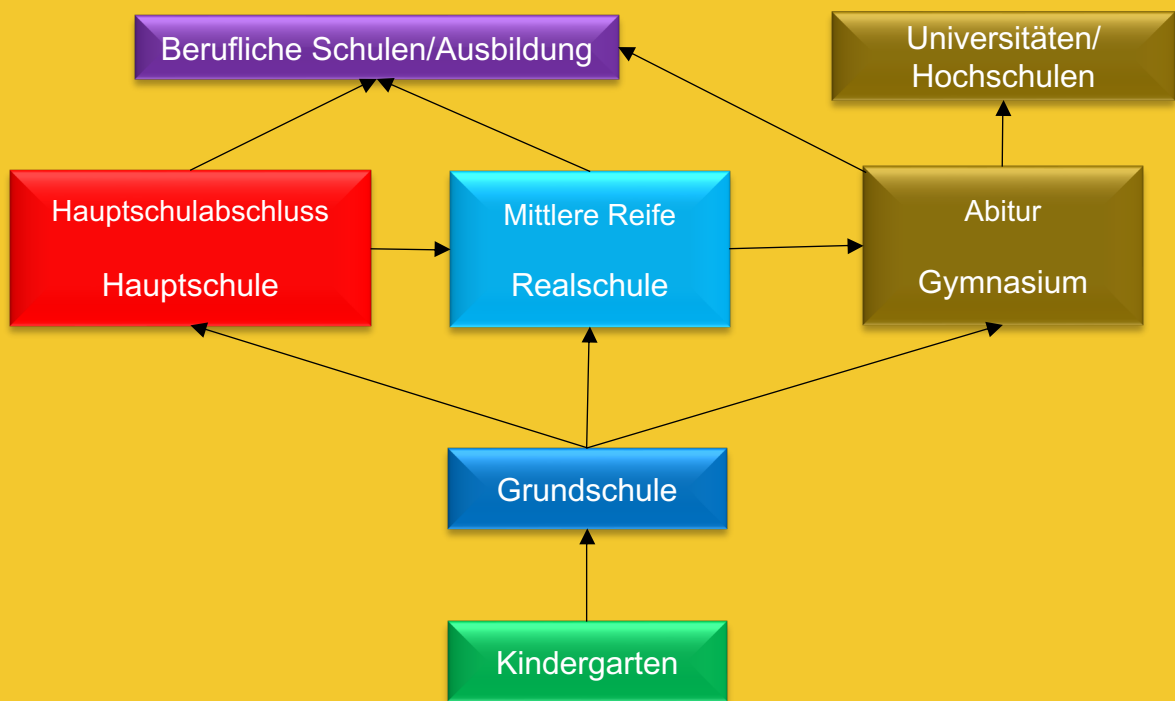 Berufliche Schulen/Ausbildung
Universitäten/
Hochschulen
Hauptschulabschluss
Hauptschule
Mittlere Reife
Realschule
Abitur
Gymnasium
Grundschule
Kindergarten